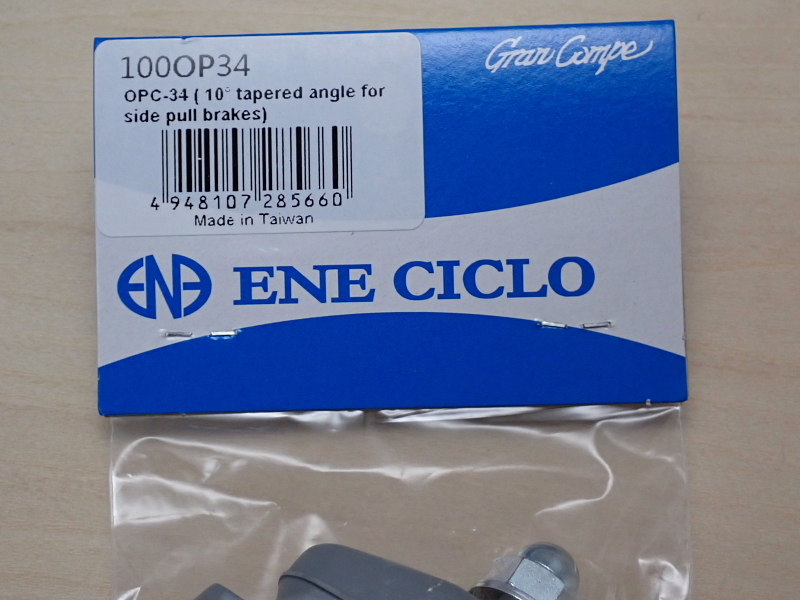 Gran Compe
100OP34
OPC-34 ( 10° tapered angle for
side pull brakes)
4 948107 285660
Made in Taiwan
ENE ENE CICLO